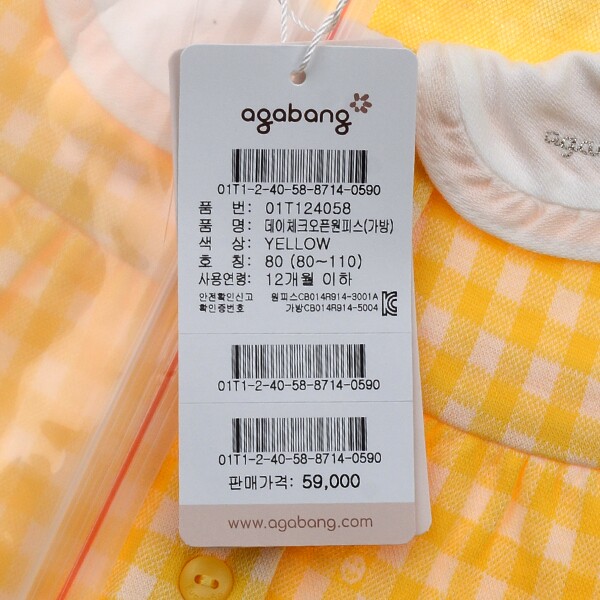 agabang
01T1-2-40-58-8714-0590
품 번: 01T124058
품 명: 데이체크오픈원피스(가방)
색 상: YELLOW
호 칭: 80 (80~110)
사용연령: 12개월 이하
안전확인신고 원피스CB014R914-3001A
확인증번호 가방CB014R914-5004
01T1-2-40-58-8714-0590
01T1-2-40-58-8714-0590
판매가격: 59,000
www.agabang.com